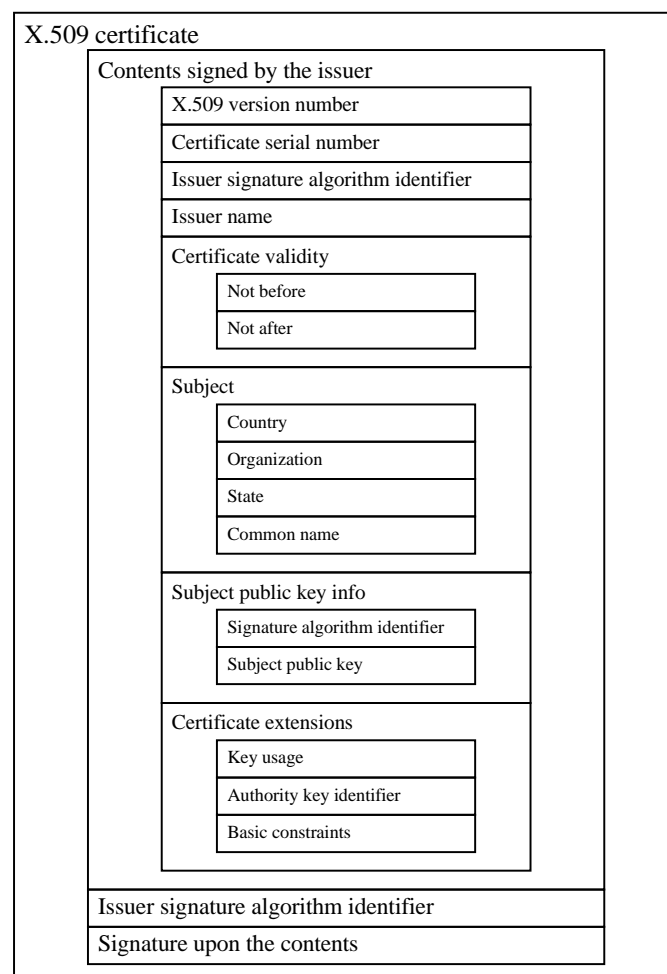 X.509 certificate
Contents signed by the issuer
X.509 version number
Certificate serial number
Issuer signature algorithm identifier
Issuer name
Certificate validity
Not before
Not after
Subject
Country
Organization
State
Common name
Subject public key info
Signature algorithm identifier
Subject public key
Certificate extensions
Key usage
Authority key identifier
Basic constraints
Issuer signature algorithm identifier
Signature upon the contents